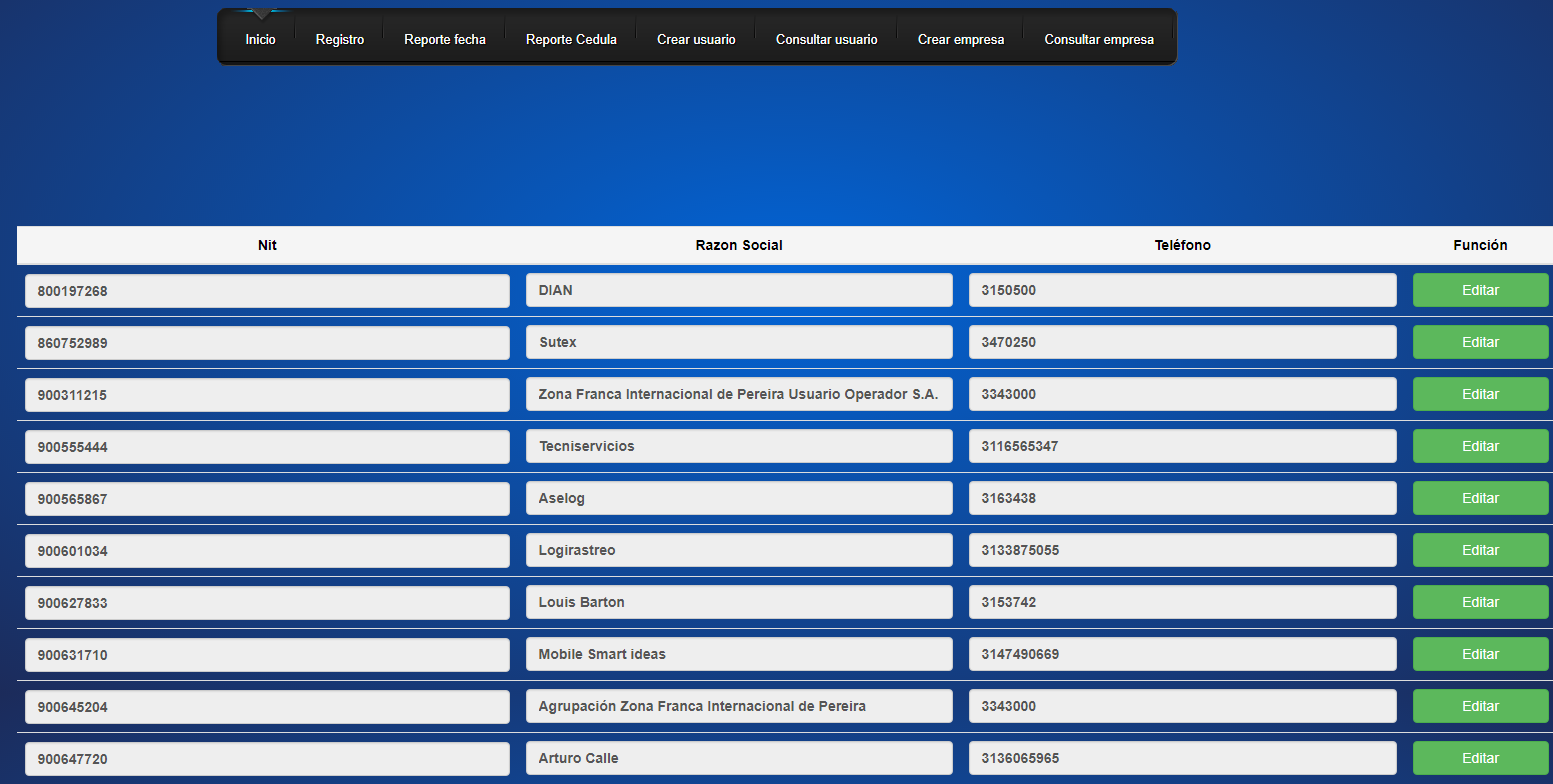 Inicio Registro Reporte fecha Reporte Cedula Crear usuario Consultar usuario Crear empresa Consultar empresa
Nit Razon Social Teléfono Función
800197268 DIAN 3150500 Editar
860752989 Sutex 3470250 Editar
900311215 Zona Franca Internacional de Pereira Usuario Operador S.A. 3343000 Editar
900555444 Tecniservicios 3116565347 Editar
900565867 Aselog 3163438 Editar
900601034 Logirastreo 3133875055 Editar
900627833 Louis Barton 3153742 Editar
900631710 Mobile Smart ideas 3147490669 Editar
900645204 Agrupación Zona Franca Internacional de Pereira 3343000 Editar
900647720 Arturo Calle 3136065965 Editar